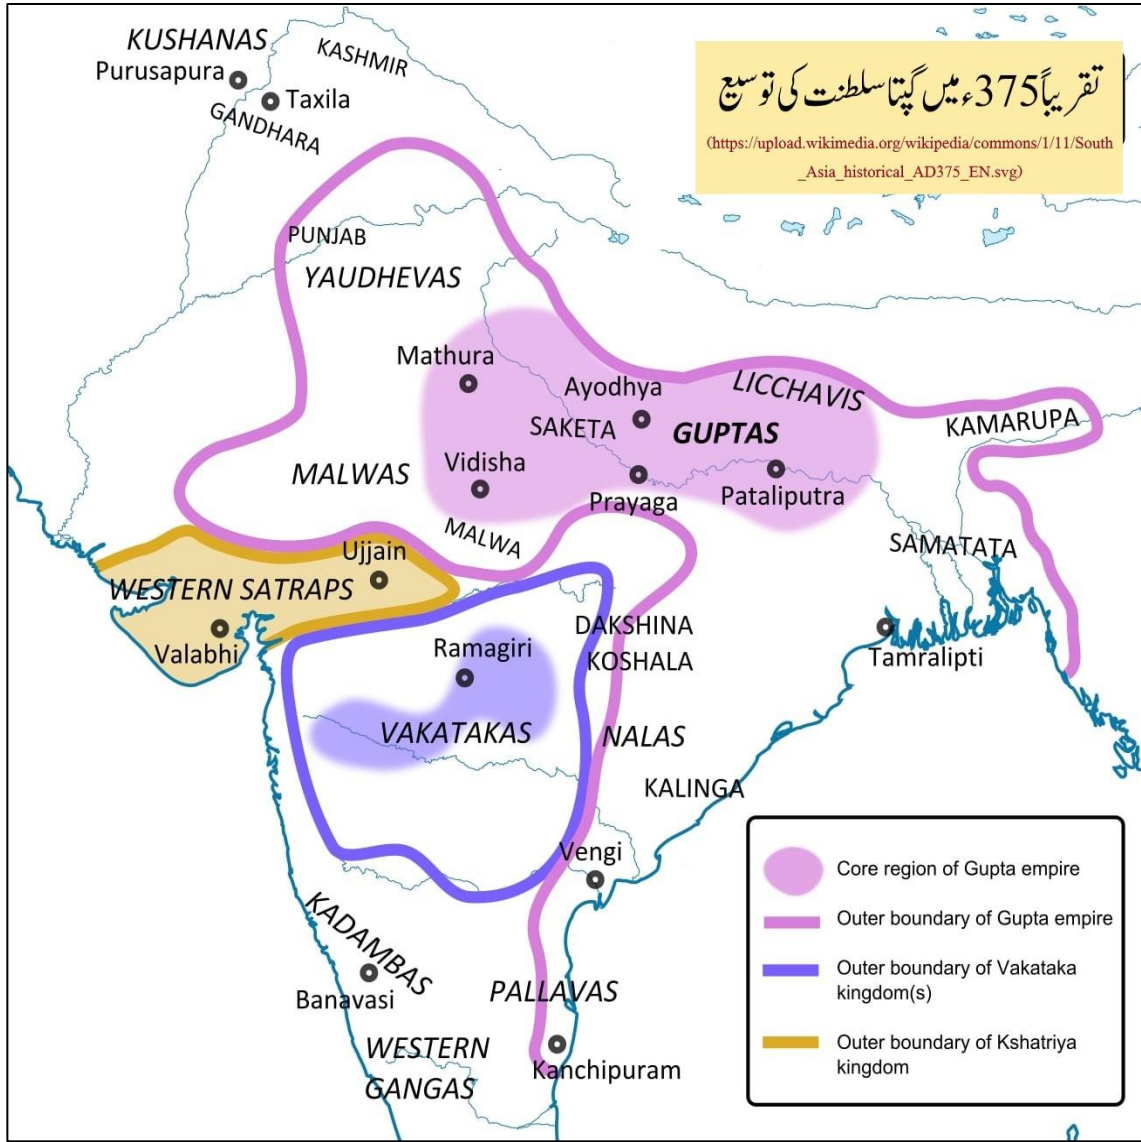 تقریباً 375ء میں گپتا سلطنت کی توسیع
(https://upload.wikimedia.org/wikipedia/commons/1/11/South
_Asia_historical_AD375_EN.svg)
KUSHANAS
KASHMIR
Purusapura
Taxila
GANDHARA
PUNJAB
YAUDHEVAS
Mathura
Ayodhya
LICCHAVIS
SAKETA
GUPTAS
KAMARUPA
MALWAS
Vidisha
Prayaga
Pataliputra
MALWA
SAMATATA
Ujjain
WESTERN SATRAPS
Valabhi
DAKSHINA
KOSHALA
Ramagiri
Tamralipti
VAKATAKAS
NALAS
KALINGA
Vengi
KADAMBAS
Banavasi
PALLAVAS
WESTERN
GANGAS
Kanchipuram
Core region of Gupta empire
Outer boundary of Gupta empire
Outer boundary of Vakataka
kingdom(s)
Outer boundary of Kshatriya
kingdom